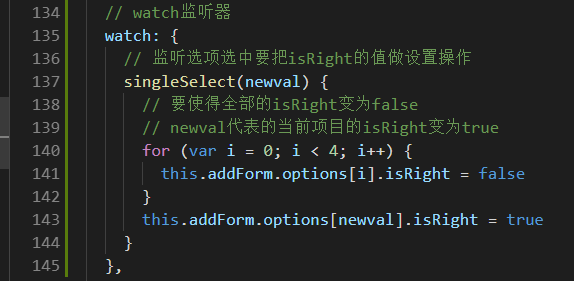 134 // watch监听器
135 watch: {
136 // 监听选项选中要把isRight的值做设置操作
137 singleSelect(newval) {
138 // 要使得全部的isRight变为false
139 // newval代表的当前项目的isRight变为true
140 for (var i = 0; i < 4; i++) {
141 this.addForm.options[i].isRight = false
142 }
143 this.addForm.options[newval].isRight = true
144 }
145 },